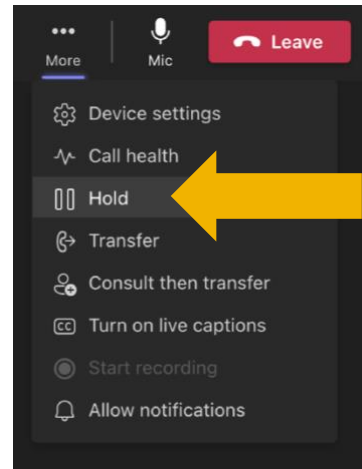 More
Mic
Leave
Device settings
Call health
Hold
Transfer
Consult then transfer
CC Turn on live captions
Start recording
Allow notifications